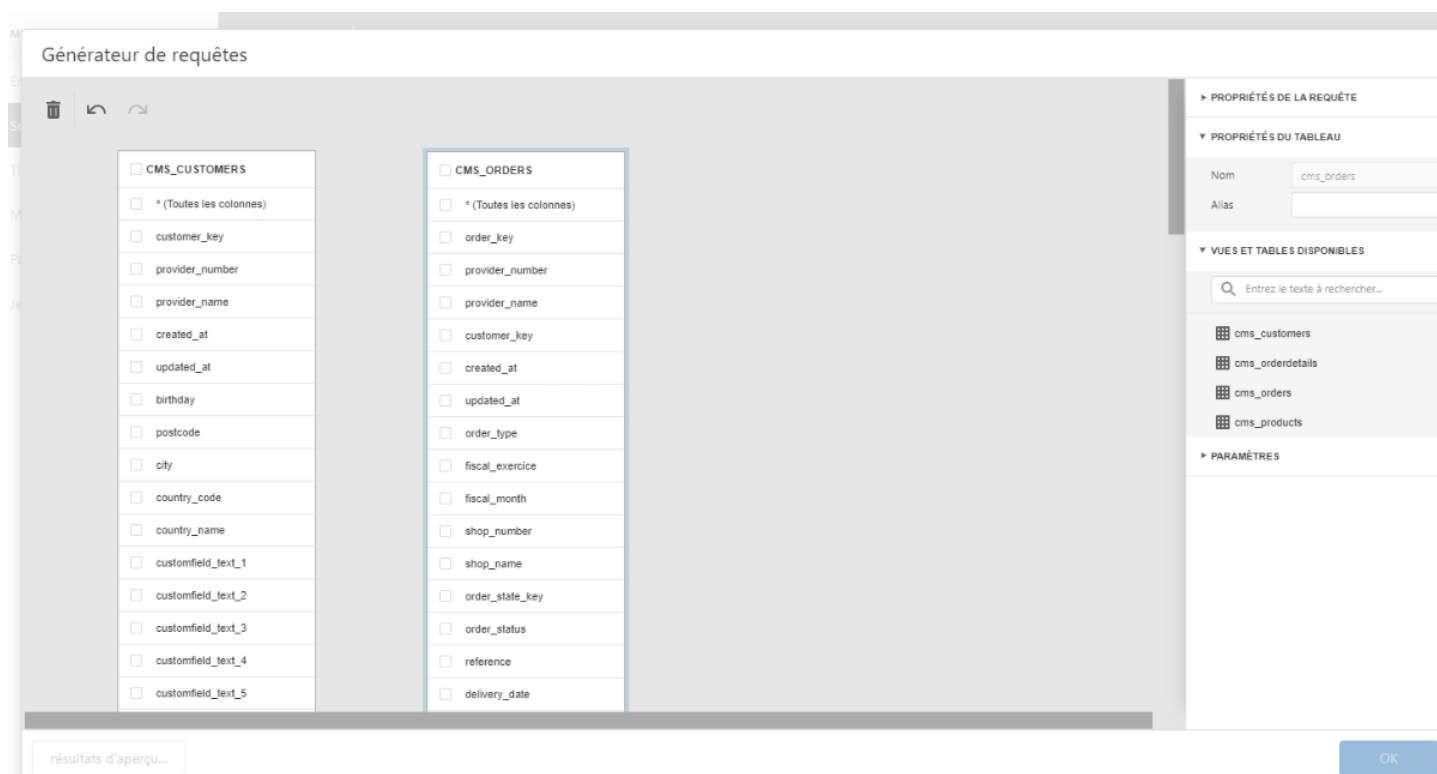 Générateur de requêtes
CMS_CUSTOMERS
* (Toutes les colonnes)
customer_key
provider_number
provider_name
created_at
updated_at
birthday
postcode
city
country_code
country_name
customfield_text_1
customfield_text_2
customfield_text_3
customfield_text_4
customfield_text_5
CMS_ORDERS
* (Toutes les colonnes)
order_key
provider_number
provider_name
customer_key
created_at
updated_at
order_type
fiscal_exercice
fiscal_month
shop_number
shop_name
order_state_key
order_status
reference
delivery_date
PROPRIÉTÉS DE LA REQUÊTE
PROPRIÉTÉS DU TABLEAU
Nom cms_orders
Alias
VUES ET TABLES DISPONIBLES
Entrez le texte à rechercher...
cms_customers
cms_orderdetails
cms_orders
cms_products
PARAMÈTRES
résultats d'aperçu...
OK